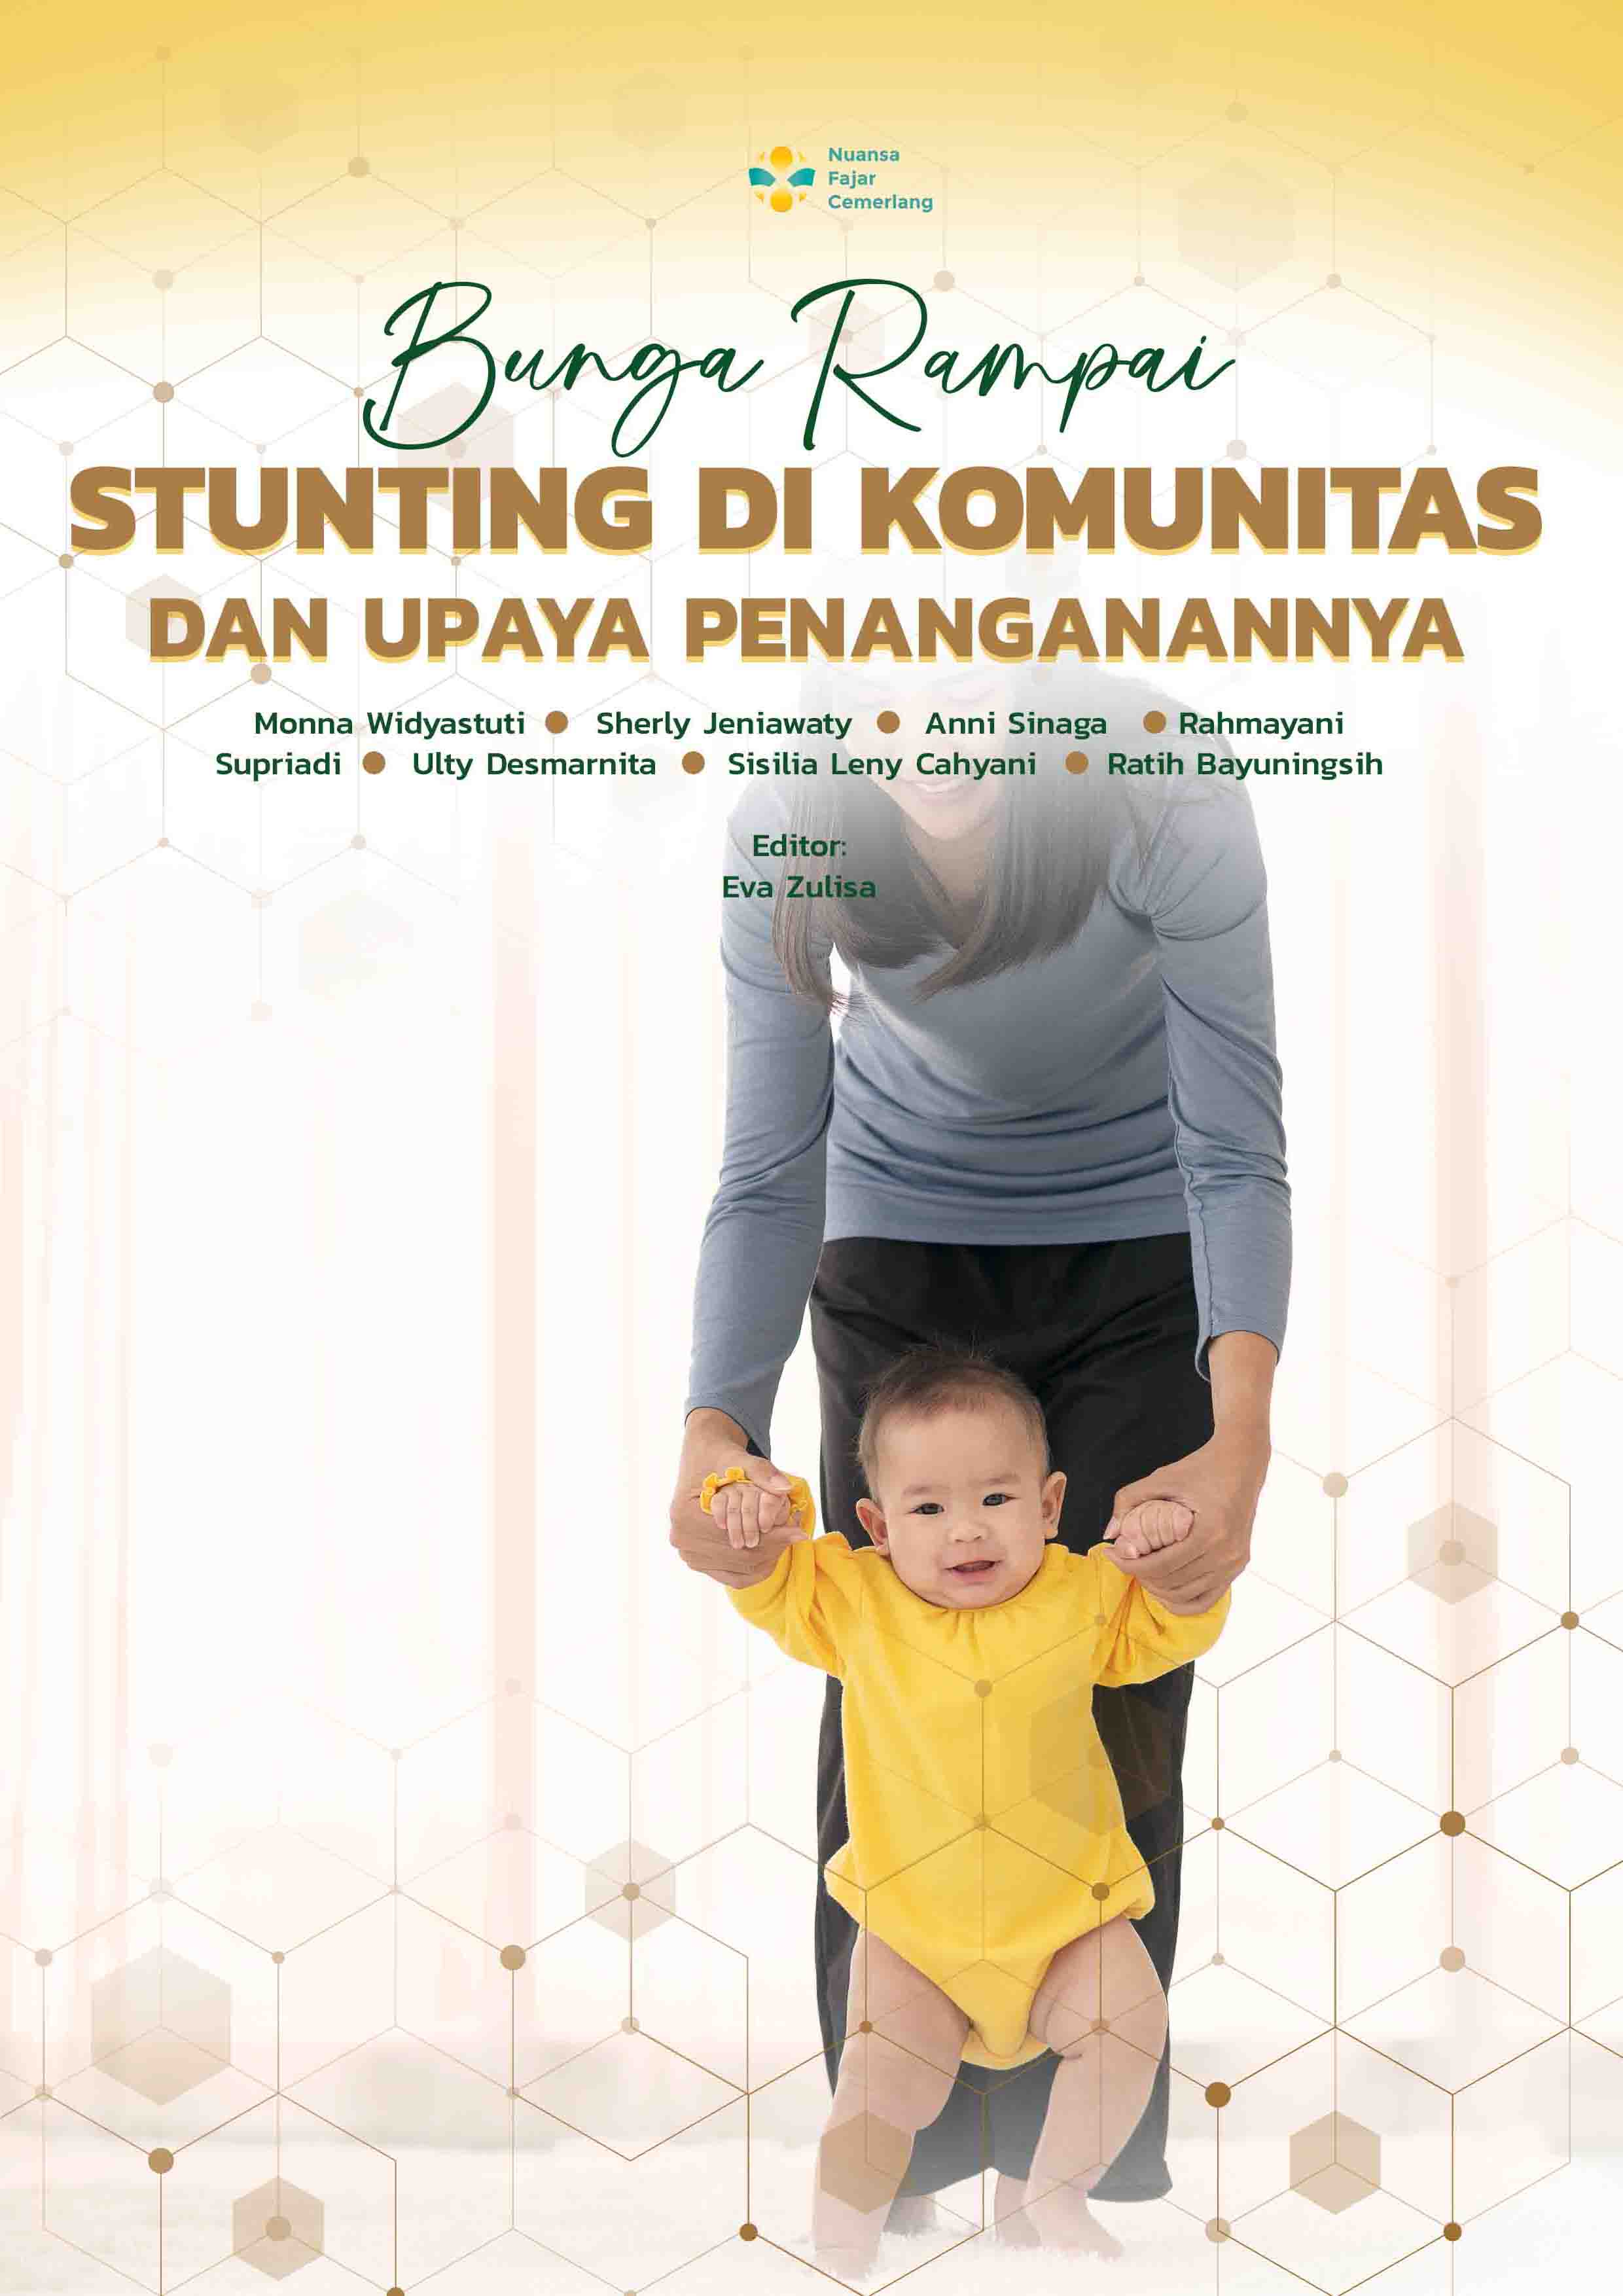 Nuansa
Fajar
Cemerlang
Bunga Rampai
STUNTING DI KOMUNITAS
DAN UPAYA PENANGANANNYA
Monna Widyastuti ● Sherly Jeniawaty ● Anni Sinaga ● Rahmayani
Supriadi ● Ulty Desmarnita ● Sisilia Leny Cahyani ● Ratih Bayuningsih
Editor:
Eva Zulisa